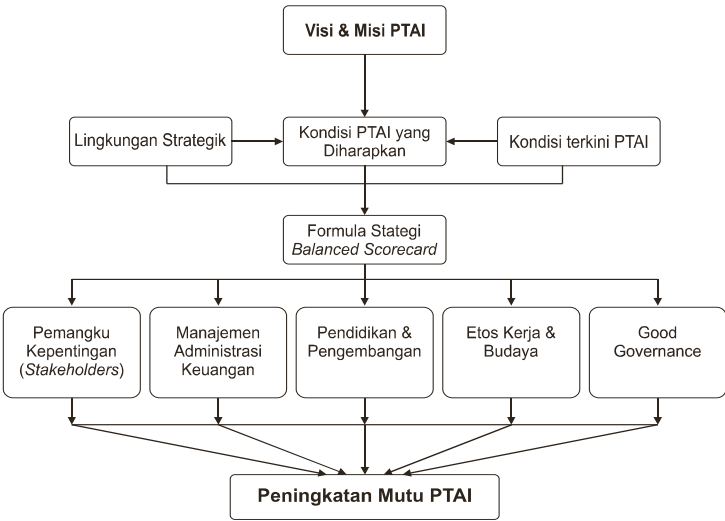 Visi & Misi PTAI
Lingkungan Strategik
Kondisi PTAI yang
Diharapkan
Kondisi terkini PTAI
Formula Stategi
Balanced Scorecard
Pemangku
Kepentingan
(Stakeholders)
Manajemen
Administrasi
Keuangan
Pendidikan &
Pengembangan
Etos Kerja &
Budaya
Good
Governance
Peningkatan Mutu PTAI